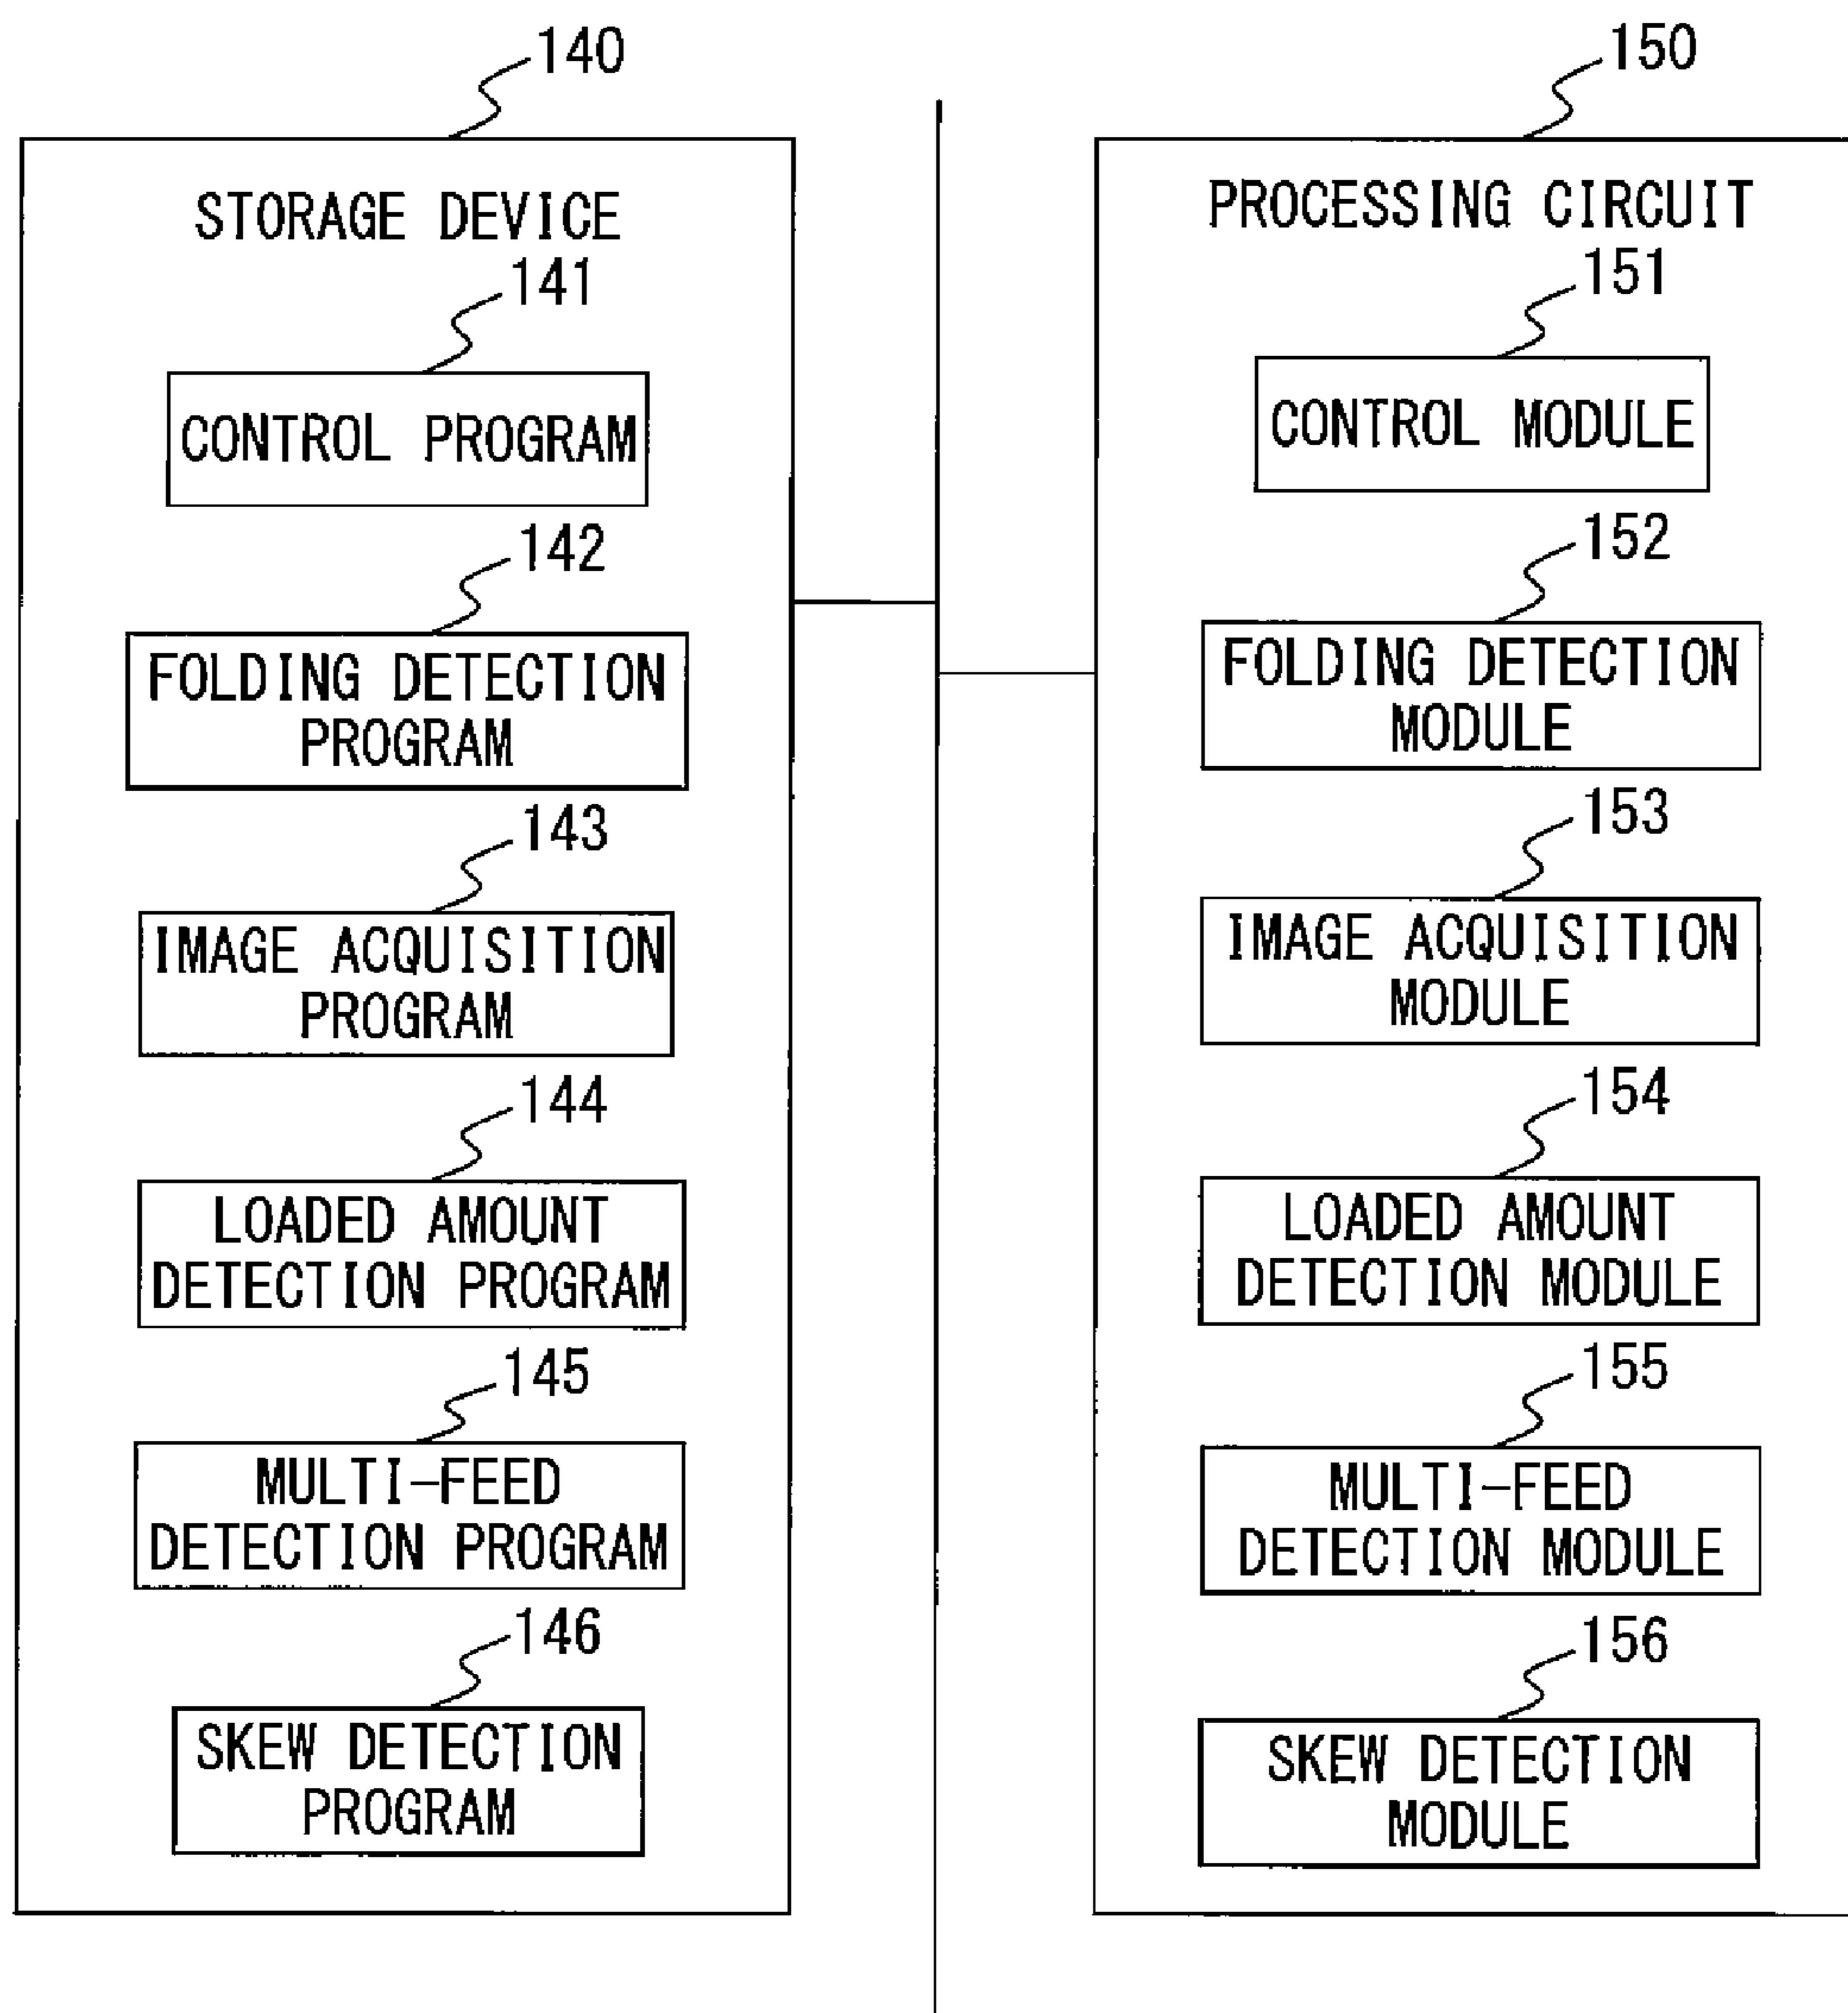 140
STORAGE DEVICE
141
CONTROL PROGRAM
142
FOLDING DETECTION
PROGRAM
143
IMAGE ACQUISITION
PROGRAM
144
LOADED AMOUNT
DETECTION PROGRAM
145
MULTI-FEED
DETECTION PROGRAM
146
SKEW DETECTION
PROGRAM
150
PROCESSING CIRCUIT
151
CONTROL MODULE
152
FOLDING DETECTION
MODULE
153
IMAGE ACQUISITION
MODULE
154
LOADED AMOUNT
DETECTION MODULE
155
MULTI-FEED
DETECTION MODULE
156
SKEW DETECTION
MODULE